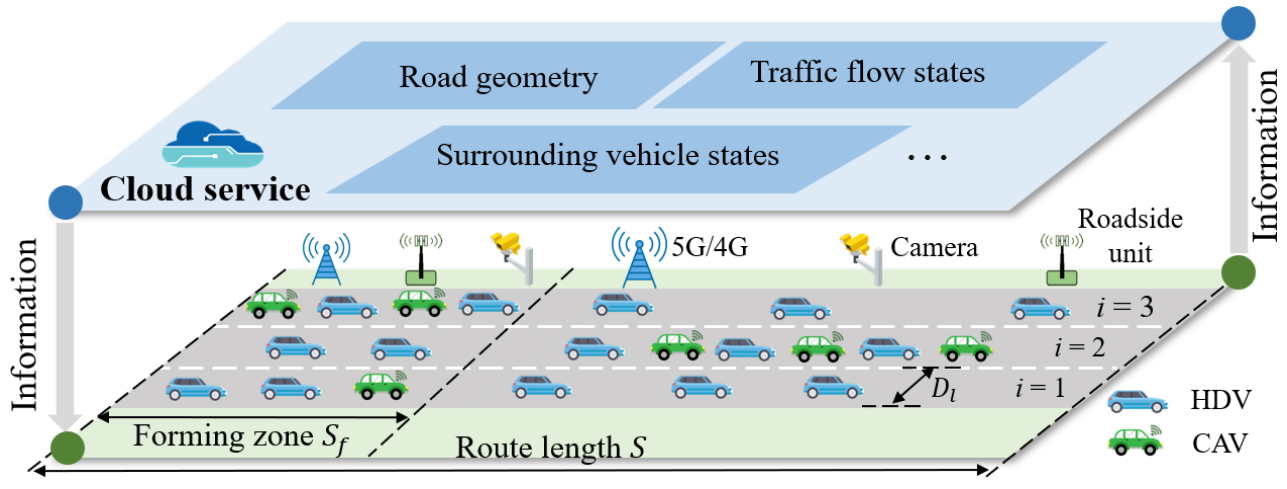 Road geometry
Traffic flow states
Surrounding vehicle states
...
Cloud service
Information
Information
5G/4G
Camera
Roadside
unit
i = 3
i = 2
i = 1
D_l
HDV
CAV
Forming zone S_f
Route length S